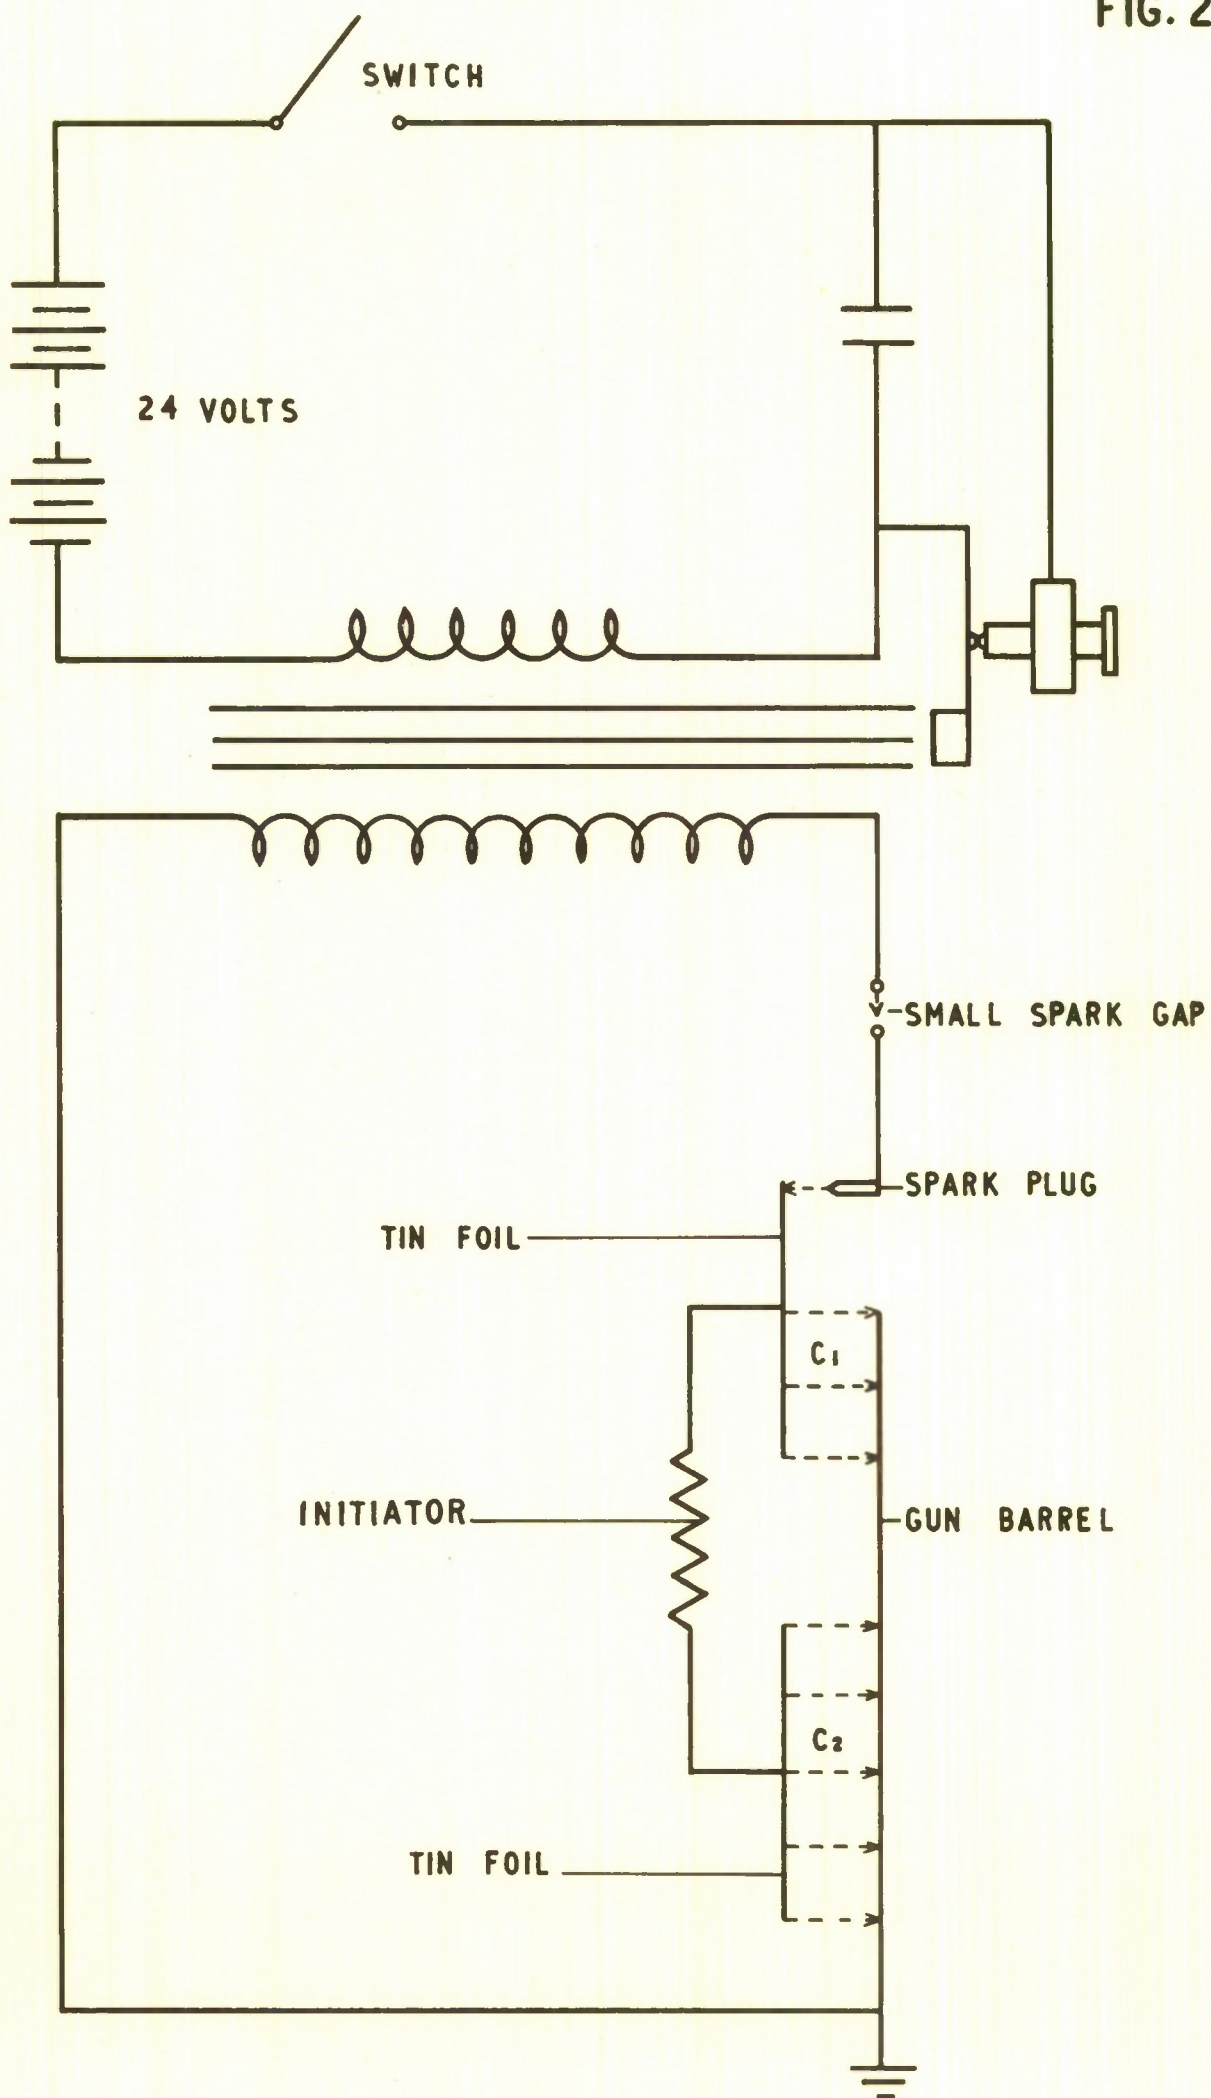 FIG. 2
SWITCH
24 VOLTS
SMALL SPARK GAP
SPARK PLUG
TIN FOIL
C1
INITIATOR
GUN BARREL
C2
TIN FOIL